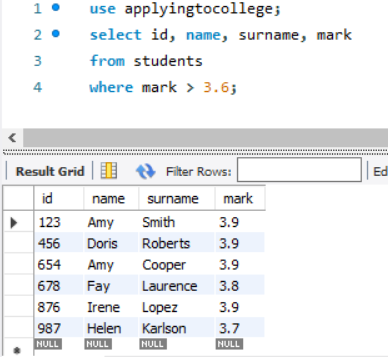 1 use applyingtocollege;
2 select id, name, surname, mark
3 from students
4 where mark > 3.6;
Result Grid Filter Rows: Ed
id name surname mark
123 Amy Smith 3.9
456 Doris Roberts 3.9
654 Amy Cooper 3.9
678 Fay Laurence 3.8
876 Irene Lopez 3.9
987 Helen Karlson 3.7
NULL NULL NULL NULL